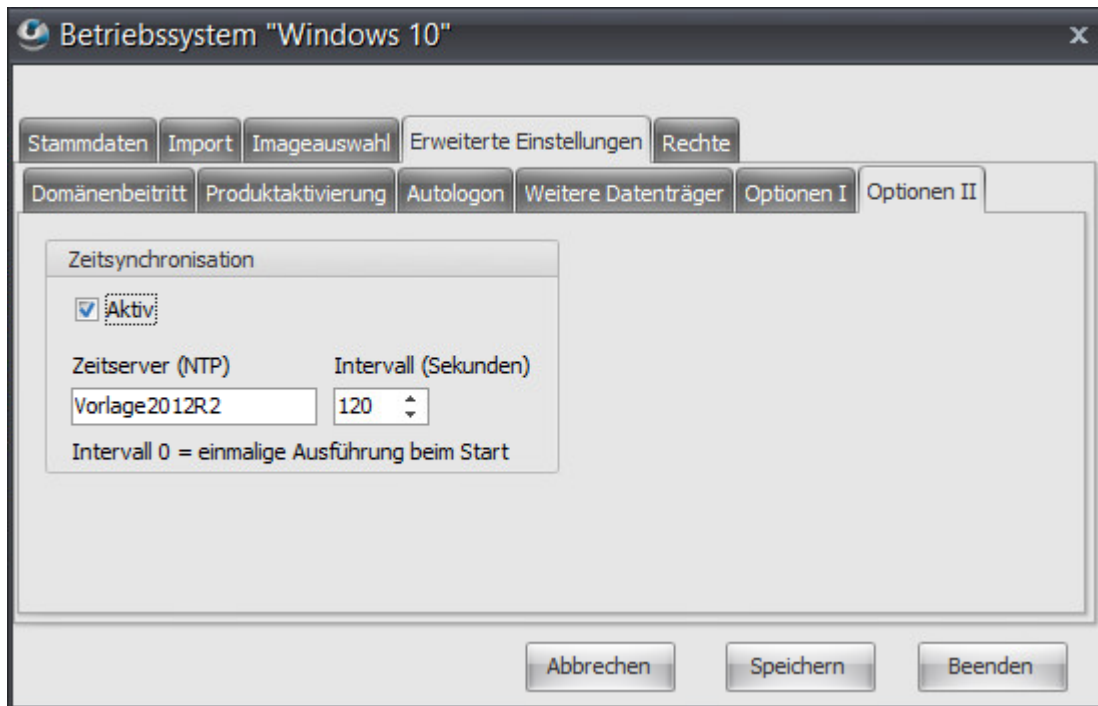 Betriebssystem "Windows 10"
x
Stammdaten Import Imageauswahl Erweiterte Einstellungen Rechte
Domänenbeitritt Produktaktivierung Autologon Weitere Datenträger Optionen I Optionen II
Zeitsynchronisation
Aktiv
Zeitserver (NTP) Intervall (Sekunden)
Vorlage2012R2 120
Intervall 0 = einmalige Ausführung beim Start
Abbrechen Speichern Beenden